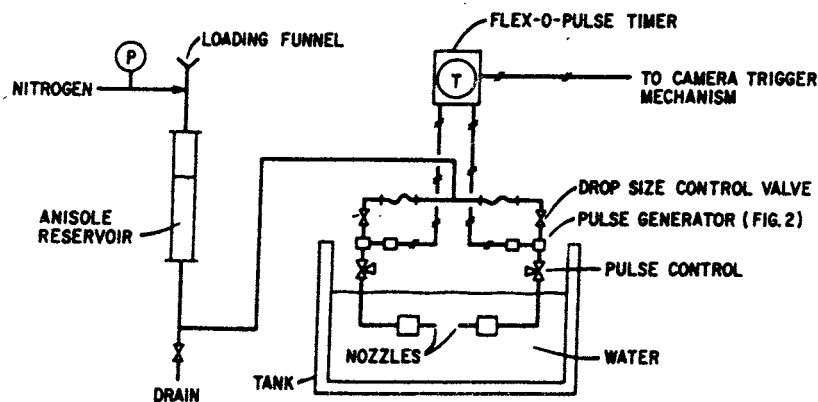 FLEX-O-PULSE TIMER
P
LOADING FUNNEL
NITROGEN
T
TO CAMERA TRIGGER
MECHANISM
ANISOLE
RESERVOIR
DROP SIZE CONTROL VALVE
PULSE GENERATOR (FIG. 2)
PULSE CONTROL
NOZZLES
WATER
TANK
DRAIN